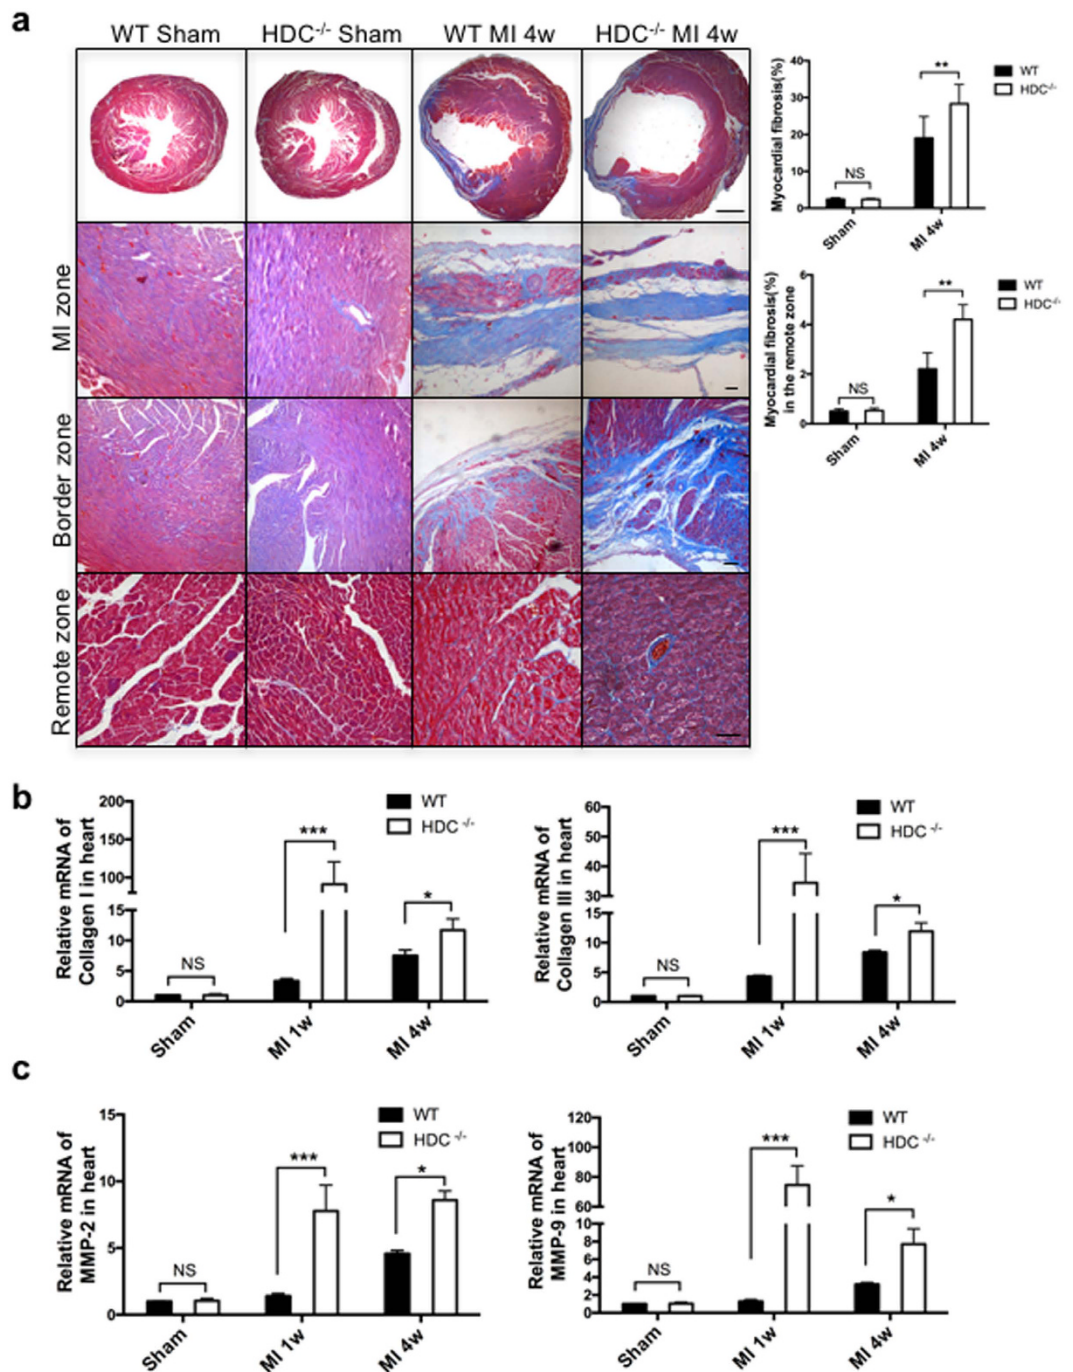 a
WT Sham
HDC-/- Sham
WT MI 4w
HDC-/- MI 4w
MI zone
Border zone
Remote zone
Myocardial fibrosis(%)
40
30
20
10
0
NS
**
WT
HDC-/-
Sham
MI 4w
Myocardial fibrosis(%)
in the remote zone
6
4
2
0
NS
**
WT
HDC-/-
Sham
MI 4w
b
Relative mRNA of
Collagen I in heart
200
150
100
15
10
5
0
NS
***
*
WT
HDC -/-
Sham
MI 1w
MI 4w
Relative mRNA of
Collagen III in heart
60
50
40
30
15
10
5
0
NS
***
*
WT
HDC -/-
Sham
MI 1w
MI 4w
c
Relative mRNA of
MMP-2 in heart
15
10
5
0
NS
***
*
WT
HDC -/-
Sham
MI 1w
MI 4w
Relative mRNA of
MMP-9 in heart
120
100
80
60
10
8
6
4
2
0
NS
***
*
WT
HDC -/-
Sham
MI 1w
MI 4w